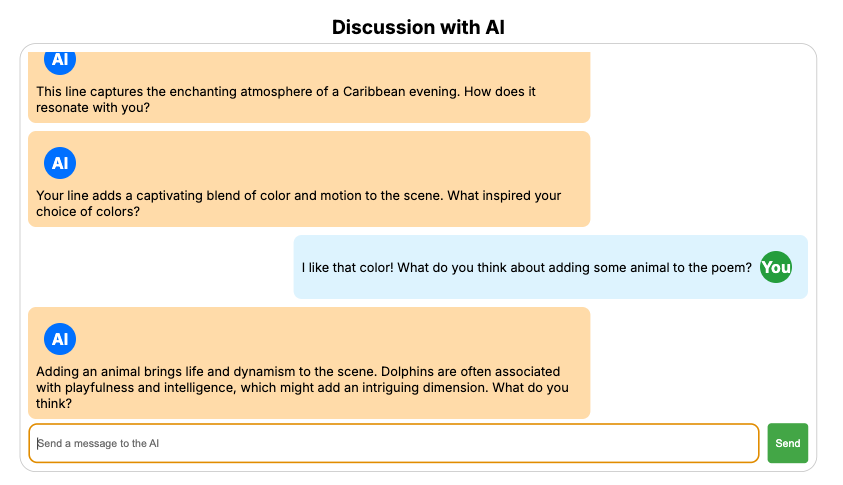 Discussion with AI
AI
This line captures the enchanting atmosphere of a Caribbean evening. How does it
resonate with you?
AI
Your line adds a captivating blend of color and motion to the scene. What inspired your
choice of colors?
I like that color! What do you think about adding some animal to the poem?
You
AI
Adding an animal brings life and dynamism to the scene. Dolphins are often associated
with playfulness and intelligence, which might add an intriguing dimension. What do you
think?
Send a message to the AI
Send